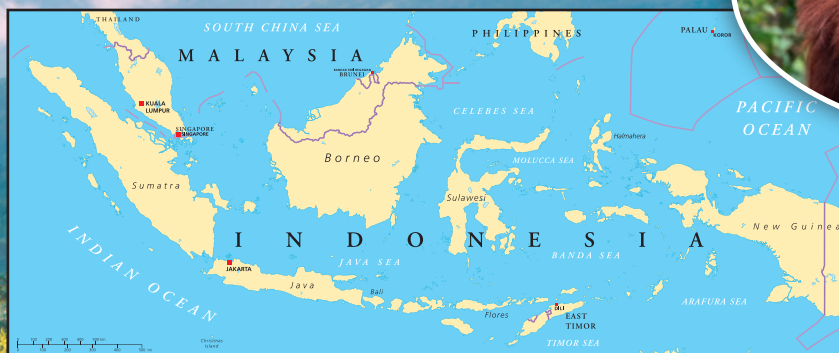 THAILAND
SOUTH CHINA SEA
PHILIPPINES
PALAU
KOROR
MALAYSIA
BRUNEI
KUALA
LUMPUR
PACIFIC
OCEAN
CELEBES SEA
SINGAPORE
SINGAPORE
Halmahera
Borneo
MOLUCCA SEA
Sumatra
Sulawesi
New Guinea
INDONESIA
INDIAN OCEAN
JAVA SEA
BANDA SEA
JAKARTA
Java
Bali
ARAFURA SEA
Flores
DILI
EAST
TIMOR
TIMOR SEA
Christmas
Island